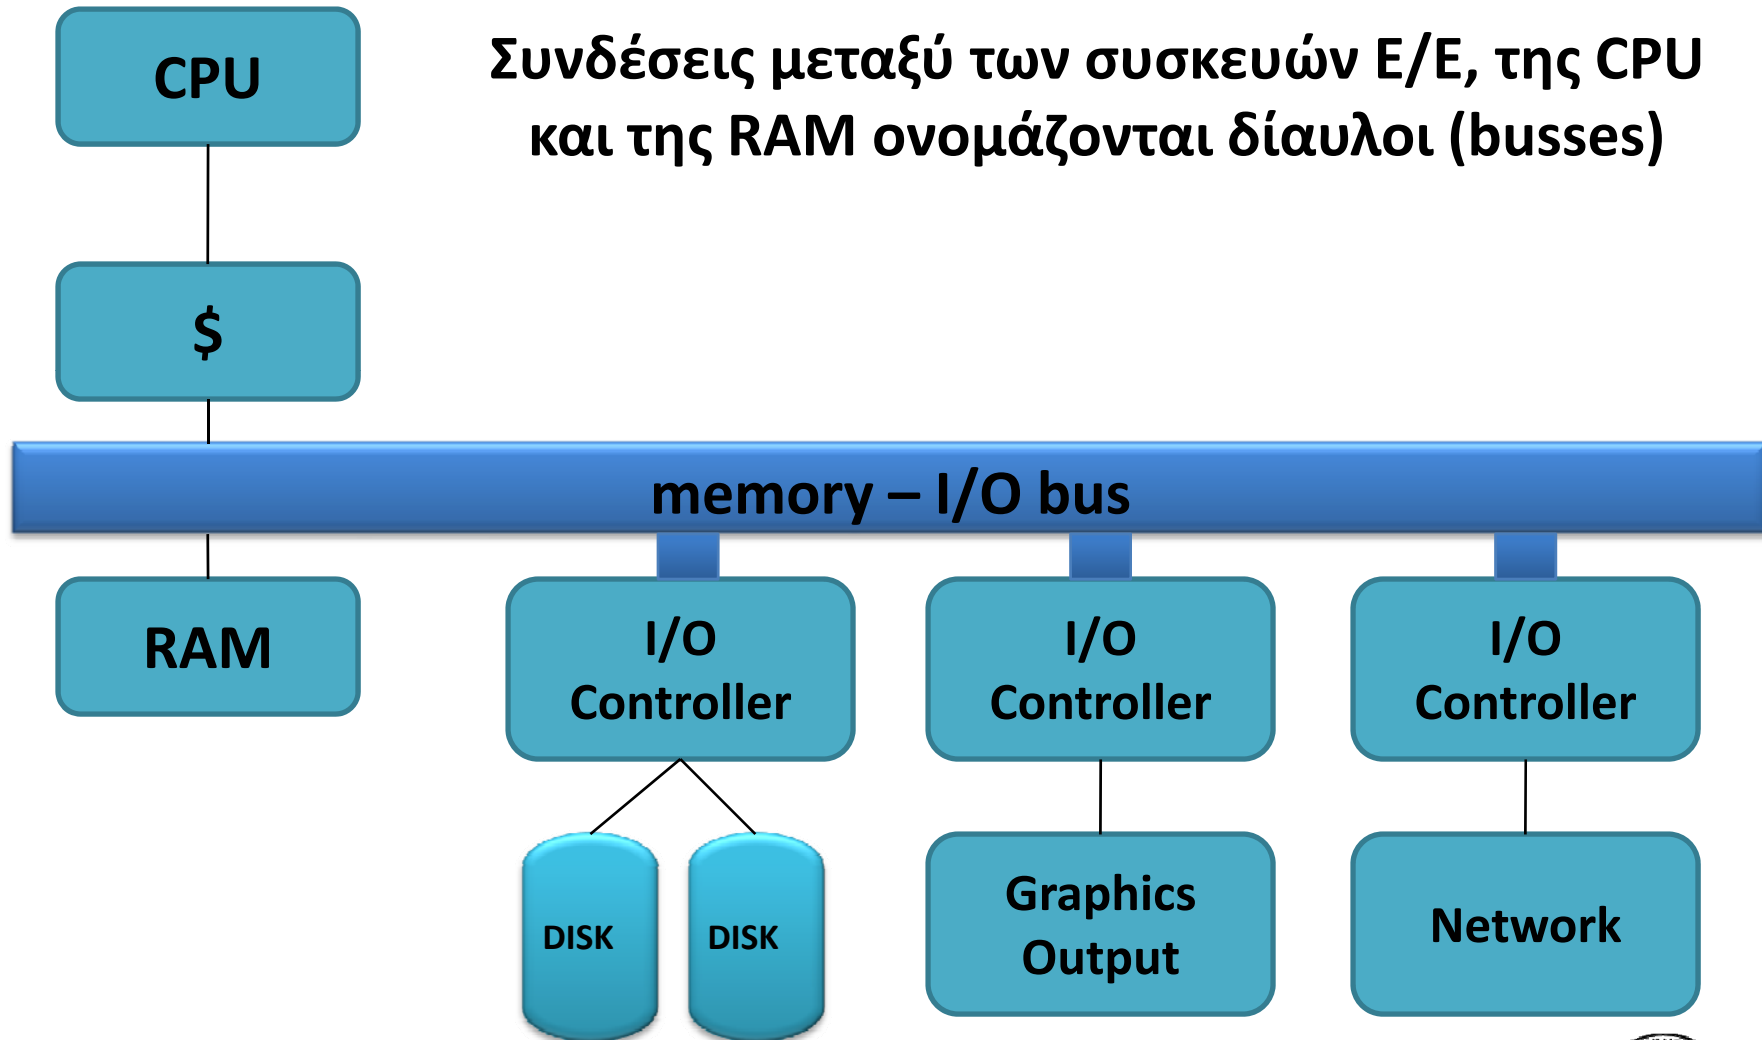 CPU
Συνδέσεις μεταξύ των συσκευών Ε/Ε, της CPU
και της RAM ονομάζονται δίαυλοι (busses)
$
memory – I/O bus
RAM
I/O
Controller
I/O
Controller
I/O
Controller
DISK
DISK
Graphics
Output
Network